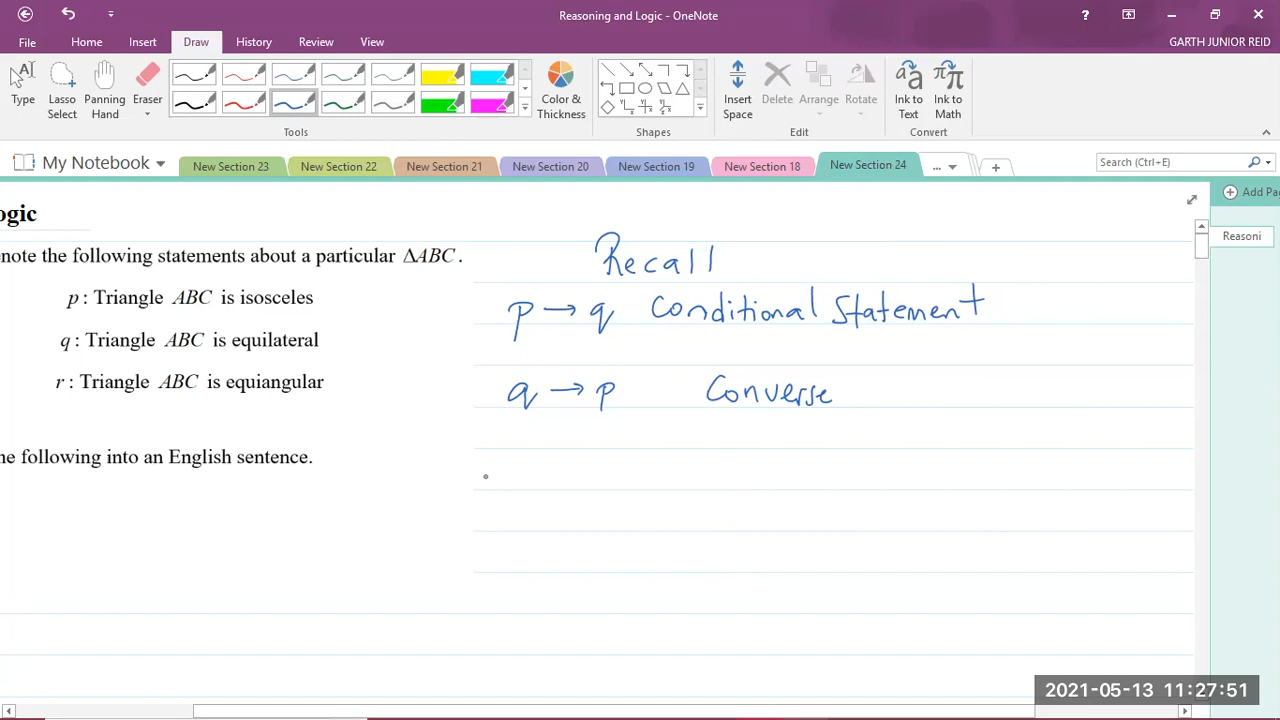 Reasoning and Logic - OneNote
?
File
Home
Insert
Draw
History
Review
View
GARTH JUNIOR REID
Type
Lasso Select
Panning Hand
Eraser
Color & Thickness
Insert Space
Delete
Arrange
Rotate
Ink to Text
Ink to Math
Tools
Shapes
Edit
Convert
My Notebook
New Section 23
New Section 22
New Section 21
New Section 20
New Section 19
New Section 18
New Section 24
...
Search (Ctrl+E)
Add Pag
Reasoni
ogic
enote the following statements about a particular ΔABC.
p : Triangle ABC is isosceles
q : Triangle ABC is equilateral
r : Triangle ABC is equiangular
he following into an English sentence.
Recall
p → q Conditional Statement
q → p Converse
2021-05-13 11:27:51